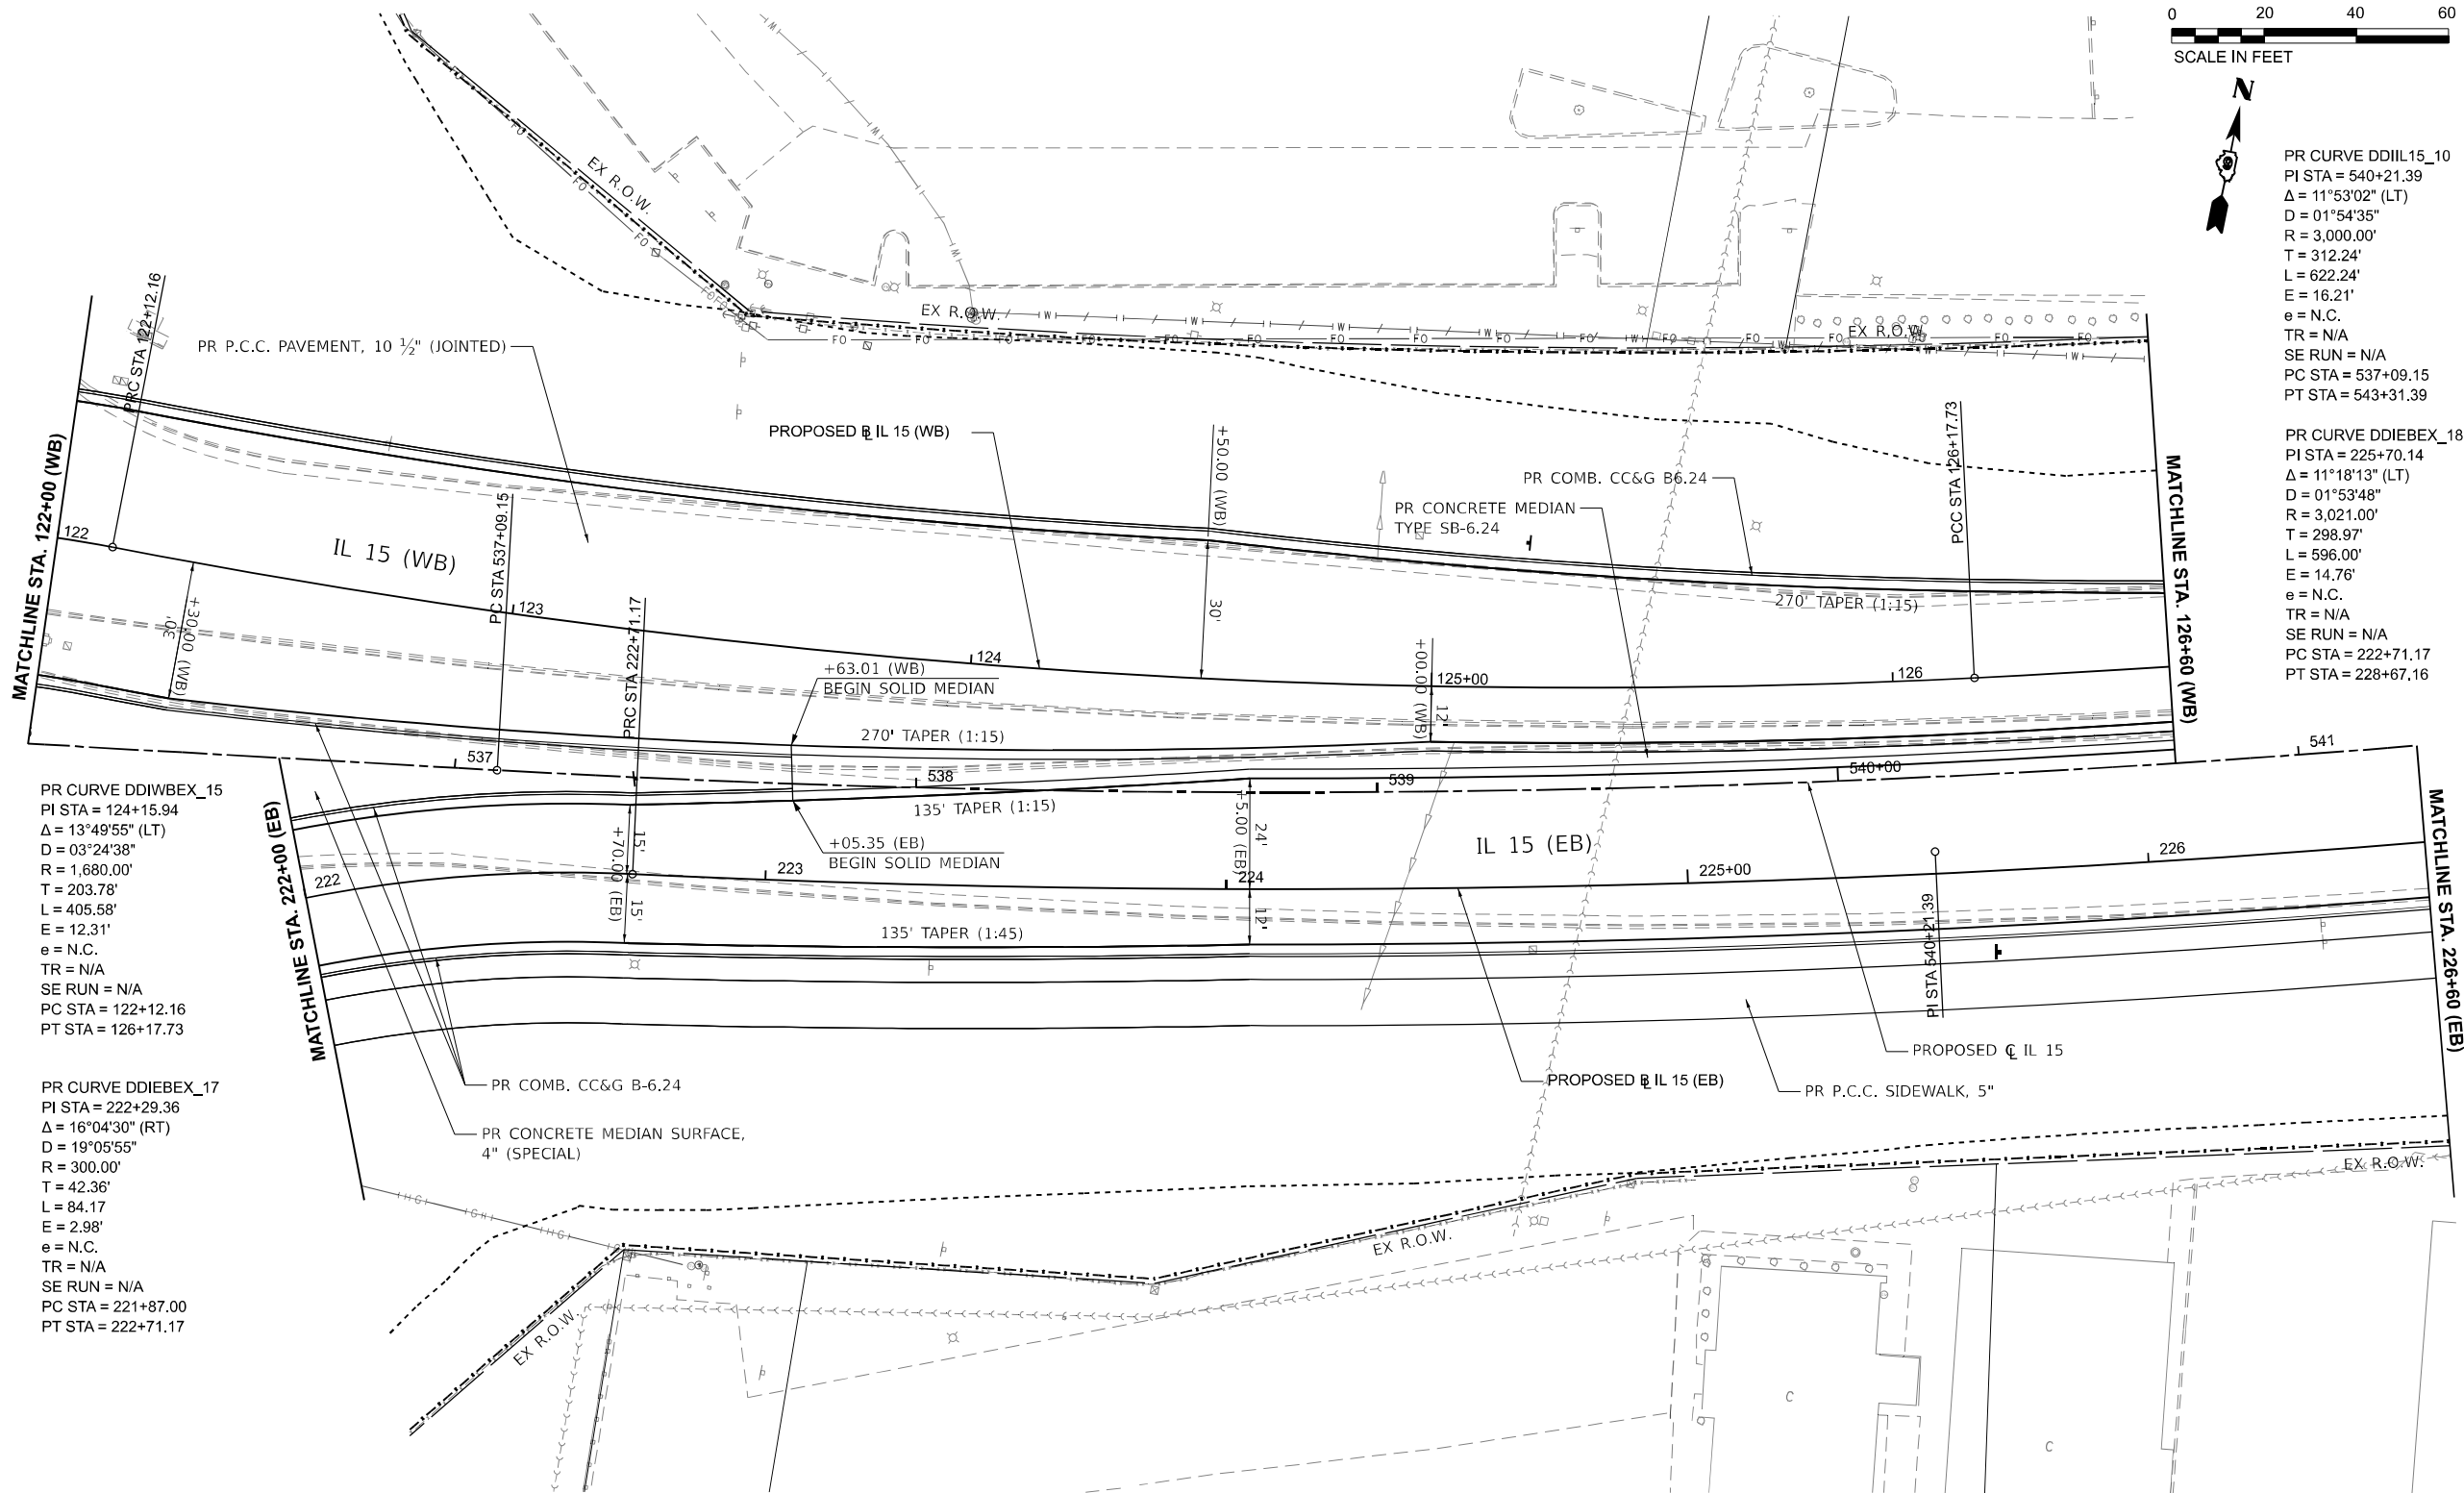 0 20 40 60
SCALE IN FEET
N
PR CURVE DDIIL15_10
PI STA = 540+21.39
Δ = 11°53'02" (LT)
D = 01°54'35"
R = 3,000.00'
T = 312.24'
L = 622.24'
E = 16.21'
e = N.C.
TR = N/A
SE RUN = N/A
PC STA = 537+09.15
PT STA = 543+31.39
PR CURVE DDIEBEX_18
PI STA = 225+70.14
Δ = 11°18'13" (LT)
D = 01°53'48"
R = 3,021.00'
T = 298.97'
L = 596.00'
E = 14.76'
e = N.C.
TR = N/A
SE RUN = N/A
PC STA = 222+71.17
PT STA = 228+67.16
EX R.O.W.
EX R.O.W.
EX R.O.W.
PRC STA 122+12.16
PR P.C.C. PAVEMENT, 10 ½" (JOINTED)
PROPOSED ℄ IL 15 (WB)
+50.00 (WB)
30'
PCC STA 126+17.73
PR COMB. CC&G B6.24
PR CONCRETE MEDIAN
TYPE SB-6.24
MATCHLINE STA. 122+00 (WB)
MATCHLINE STA. 126+60 (WB)
122
IL 15 (WB)
PC STA 537+09.15
123
PRC STA 222+71.17
124
125+00
126
270' TAPER (1:15)
30'
+30.00 (WB)
+63.01 (WB)
BEGIN SOLID MEDIAN
+00.00 (WB)
12'
270' TAPER (1:15)
537
538
539
540+00
541
135' TAPER (1:15)
+05.35 (EB)
BEGIN SOLID MEDIAN
+5.00 (EB)
24'
12'
IL 15 (EB)
MATCHLINE STA. 222+00 (EB)
MATCHLINE STA. 226+60 (EB)
222
223
224
225+00
226
+70.00 (EB)
15'
15'
135' TAPER (1:45)
PI STA 540+21.39
PR CURVE DDIWBEX_15
PI STA = 124+15.94
Δ = 13°49'55" (LT)
D = 03°24'38"
R = 1,680.00'
T = 203.78'
L = 405.58'
E = 12.31'
e = N.C.
TR = N/A
SE RUN = N/A
PC STA = 122+12.16
PT STA = 126+17.73
PR CURVE DDIEBEX_17
PI STA = 222+29.36
Δ = 16°04'30" (RT)
D = 19°05'55"
R = 300.00'
T = 42.36'
L = 84.17
E = 2.98'
e = N.C.
TR = N/A
SE RUN = N/A
PC STA = 221+87.00
PT STA = 222+71.17
PR COMB. CC&G B-6.24
PR CONCRETE MEDIAN SURFACE,
4" (SPECIAL)
PROPOSED ℄ IL 15
PROPOSED ℄ IL 15 (EB)
PR P.C.C. SIDEWALK, 5"
EX R.O.W.
EX R.O.W.
EX R.O.W.
C
C